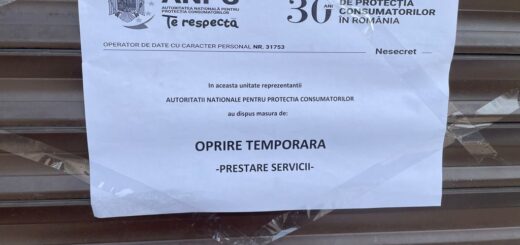 ANPC
AUTORITATEA NAȚIONALĂ PENTRU
PROTECȚIA CONSUMATORILOR
Te respectă
30 ANI
DE PROTECȚIA
CONSUMATORILOR
ÎN ROMÂNIA
OPERATOR DE DATE CU CARACTER PERSONAL NR. 31753
Nesecret
In aceasta unitate reprezentantii
AUTORITATII NATIONALE PENTRU PROTECTIA CONSUMATORILOR
au dispus masura de:
OPRIRE TEMPORARA
-PRESTARE SERVICII-